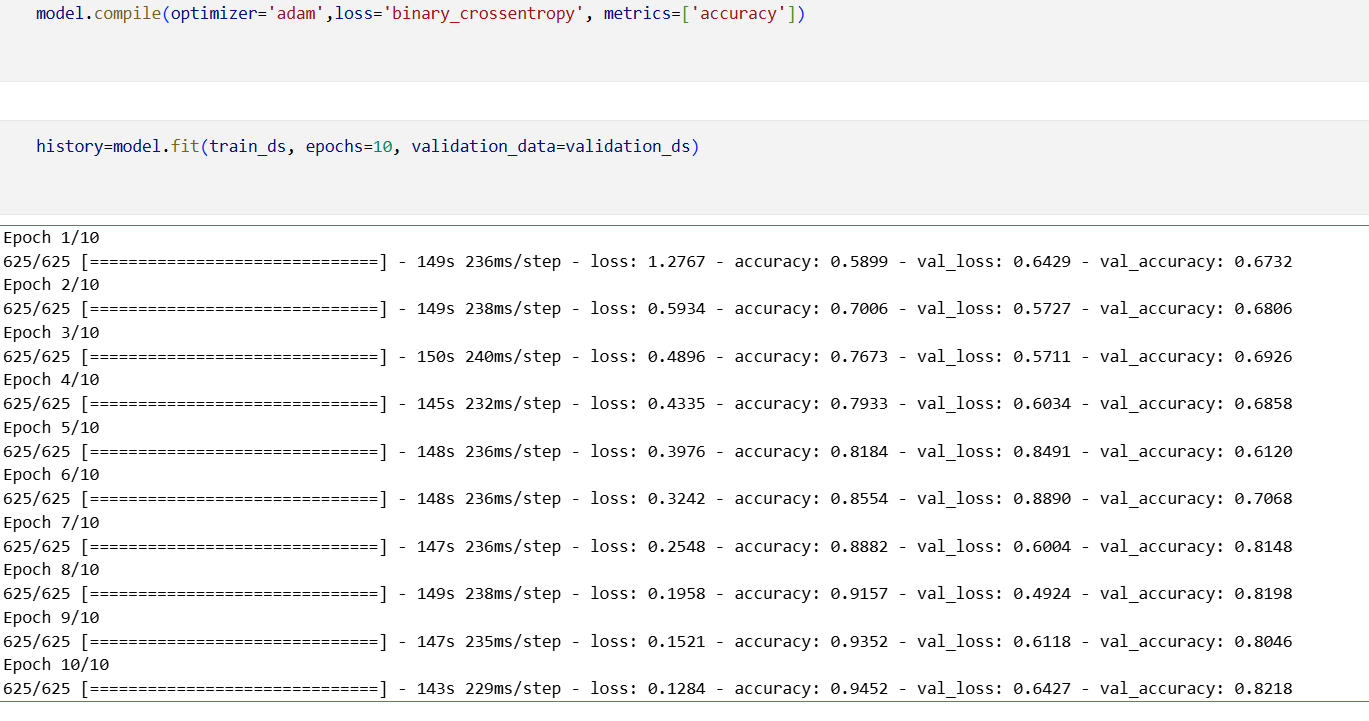 model.compile(optimizer='adam',loss='binary_crossentropy', metrics=['accuracy'])
history=model.fit(train_ds, epochs=10, validation_data=validation_ds)
Epoch 1/10
625/625 [==============================] - 149s 236ms/step - loss: 1.2767 - accuracy: 0.5899 - val_loss: 0.6429 - val_accuracy: 0.6732
Epoch 2/10
625/625 [==============================] - 149s 238ms/step - loss: 0.5934 - accuracy: 0.7006 - val_loss: 0.5727 - val_accuracy: 0.6806
Epoch 3/10
625/625 [==============================] - 150s 240ms/step - loss: 0.4896 - accuracy: 0.7673 - val_loss: 0.5711 - val_accuracy: 0.6926
Epoch 4/10
625/625 [==============================] - 145s 232ms/step - loss: 0.4335 - accuracy: 0.7933 - val_loss: 0.6034 - val_accuracy: 0.6858
Epoch 5/10
625/625 [==============================] - 148s 236ms/step - loss: 0.3976 - accuracy: 0.8184 - val_loss: 0.8491 - val_accuracy: 0.6120
Epoch 6/10
625/625 [==============================] - 148s 236ms/step - loss: 0.3242 - accuracy: 0.8554 - val_loss: 0.8890 - val_accuracy: 0.7068
Epoch 7/10
625/625 [==============================] - 147s 236ms/step - loss: 0.2548 - accuracy: 0.8882 - val_loss: 0.6004 - val_accuracy: 0.8148
Epoch 8/10
625/625 [==============================] - 149s 238ms/step - loss: 0.1958 - accuracy: 0.9157 - val_loss: 0.4924 - val_accuracy: 0.8198
Epoch 9/10
625/625 [==============================] - 147s 235ms/step - loss: 0.1521 - accuracy: 0.9352 - val_loss: 0.6118 - val_accuracy: 0.8046
Epoch 10/10
625/625 [==============================] - 143s 229ms/step - loss: 0.1284 - accuracy: 0.9452 - val_loss: 0.6427 - val_accuracy: 0.8218